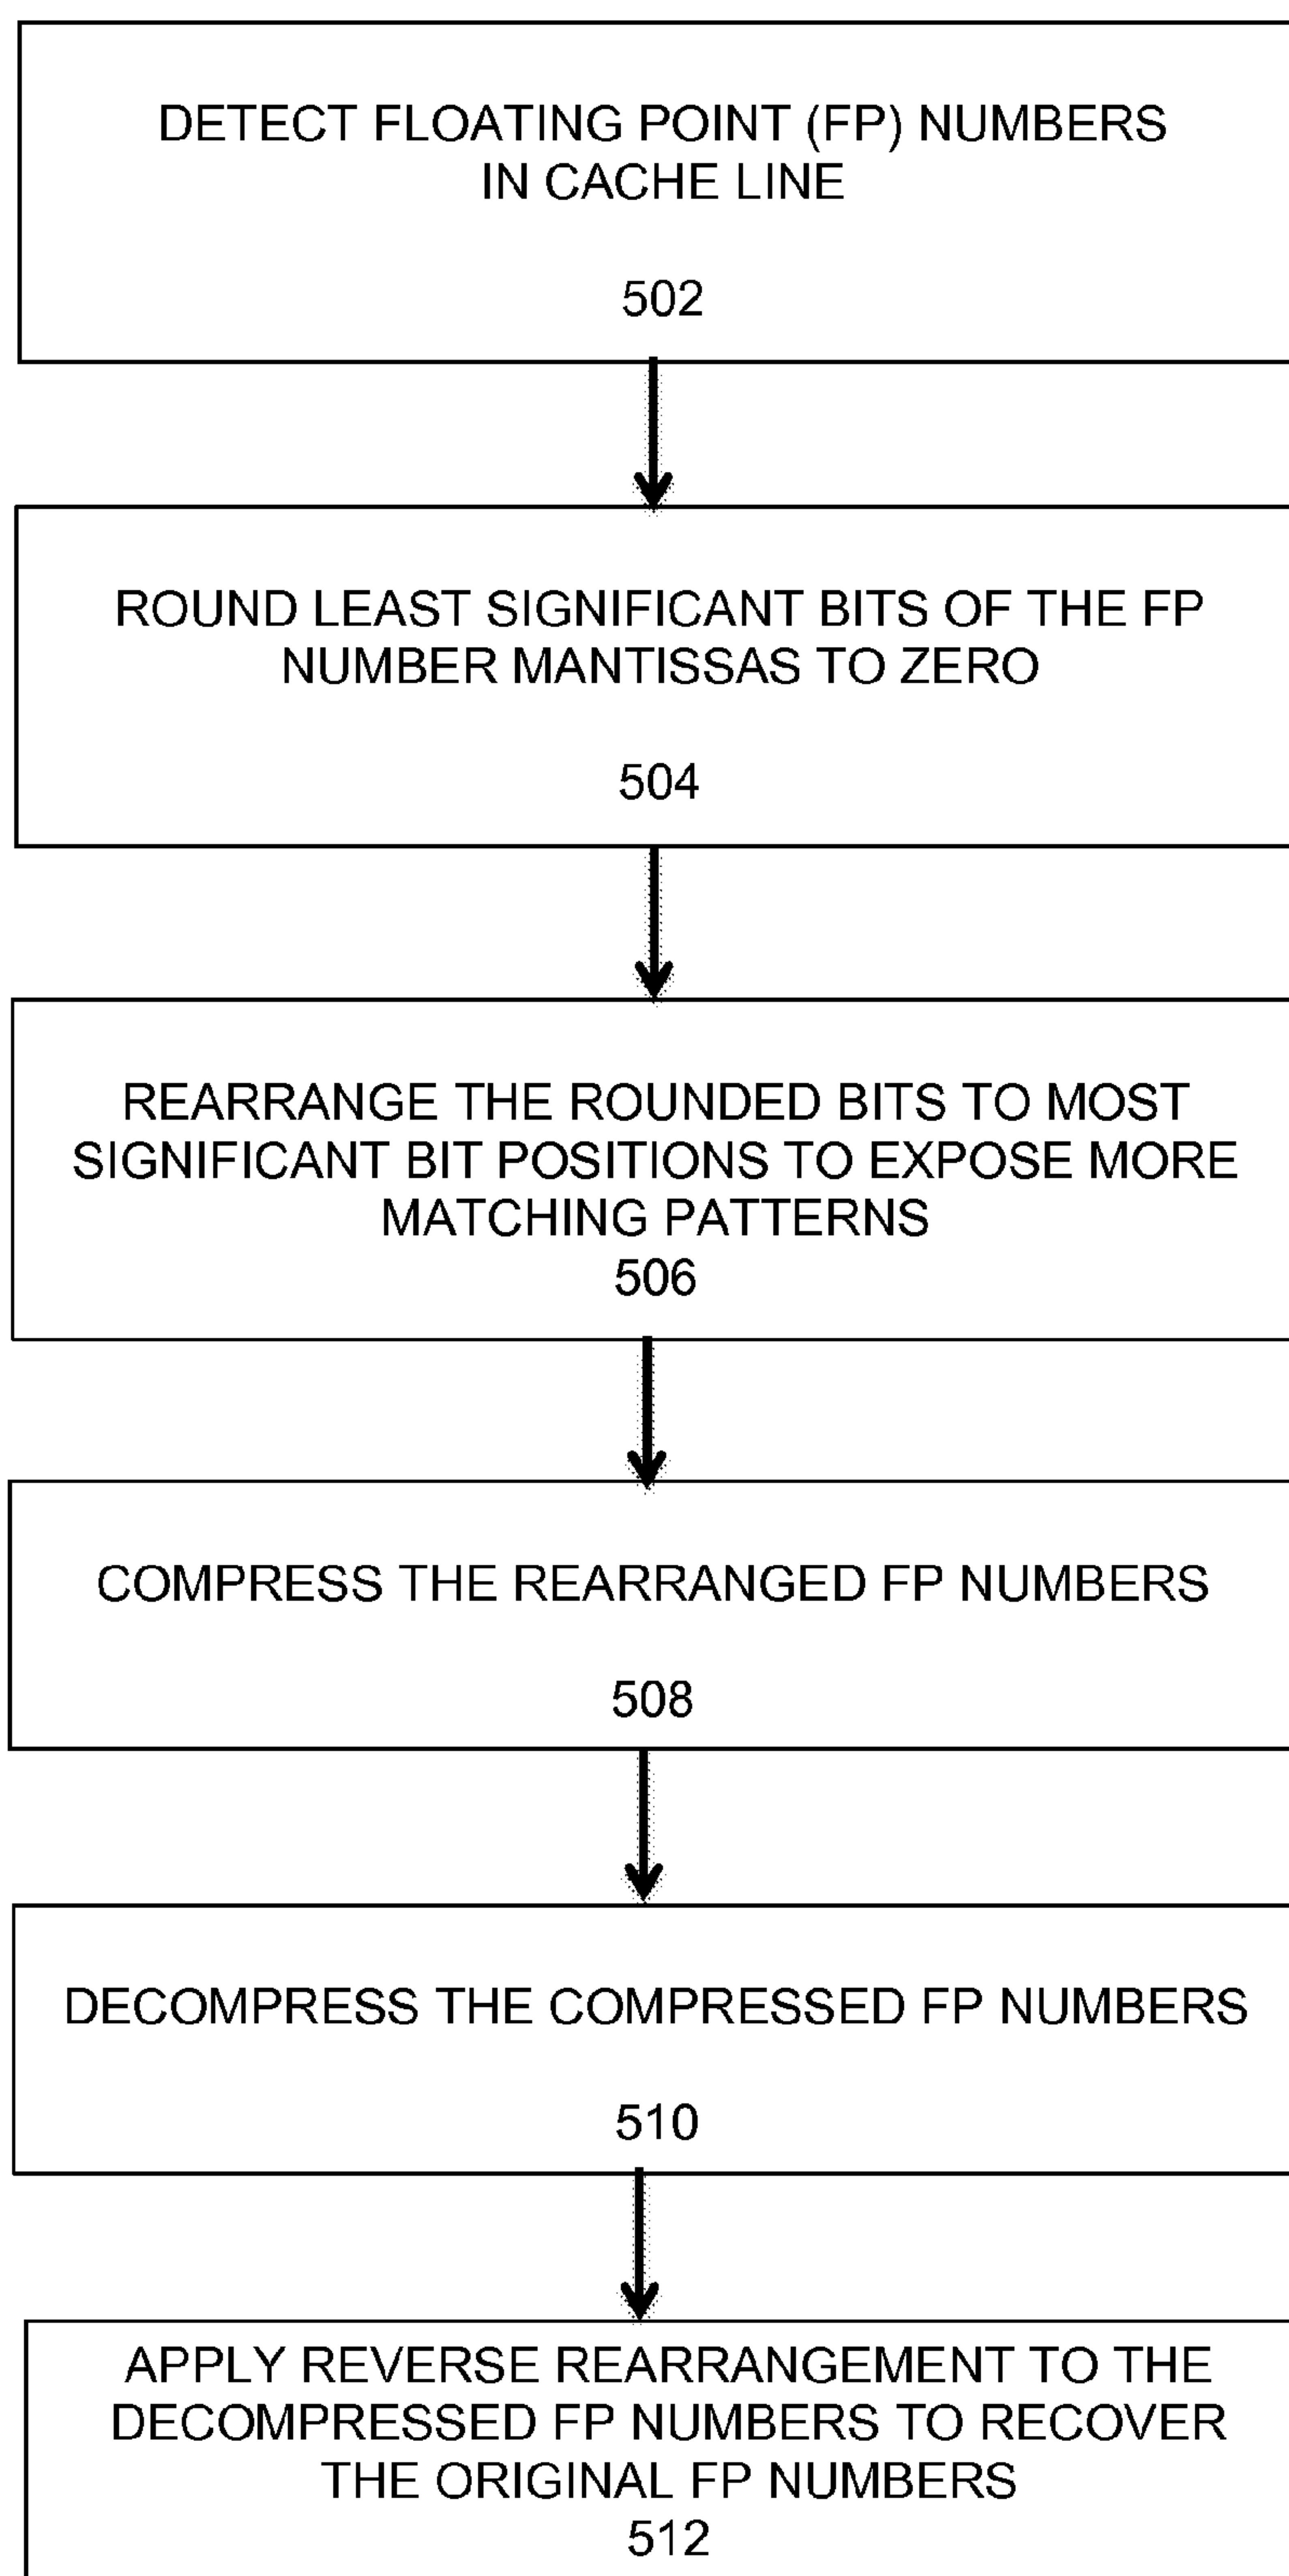 DETECT FLOATING POINT (FP) NUMBERS
IN CACHE LINE
502
ROUND LEAST SIGNIFICANT BITS OF THE FP
NUMBER MANTISSAS TO ZERO
504
REARRANGE THE ROUNDED BITS TO MOST
SIGNIFICANT BIT POSITIONS TO EXPOSE MORE
MATCHING PATTERNS
506
COMPRESS THE REARRANGED FP NUMBERS
508
DECOMPRESS THE COMPRESSED FP NUMBERS
510
APPLY REVERSE REARRANGEMENT TO THE
DECOMPRESSED FP NUMBERS TO RECOVER
THE ORIGINAL FP NUMBERS
512